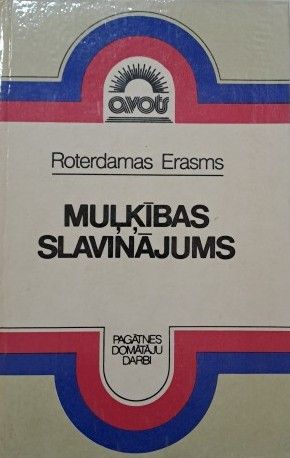 avots
Roterdamas Erasms
MUĻĶĪBAS
SLAVINĀJUMS
PAGĀTNES
DOMĀTĀJU
DARBI